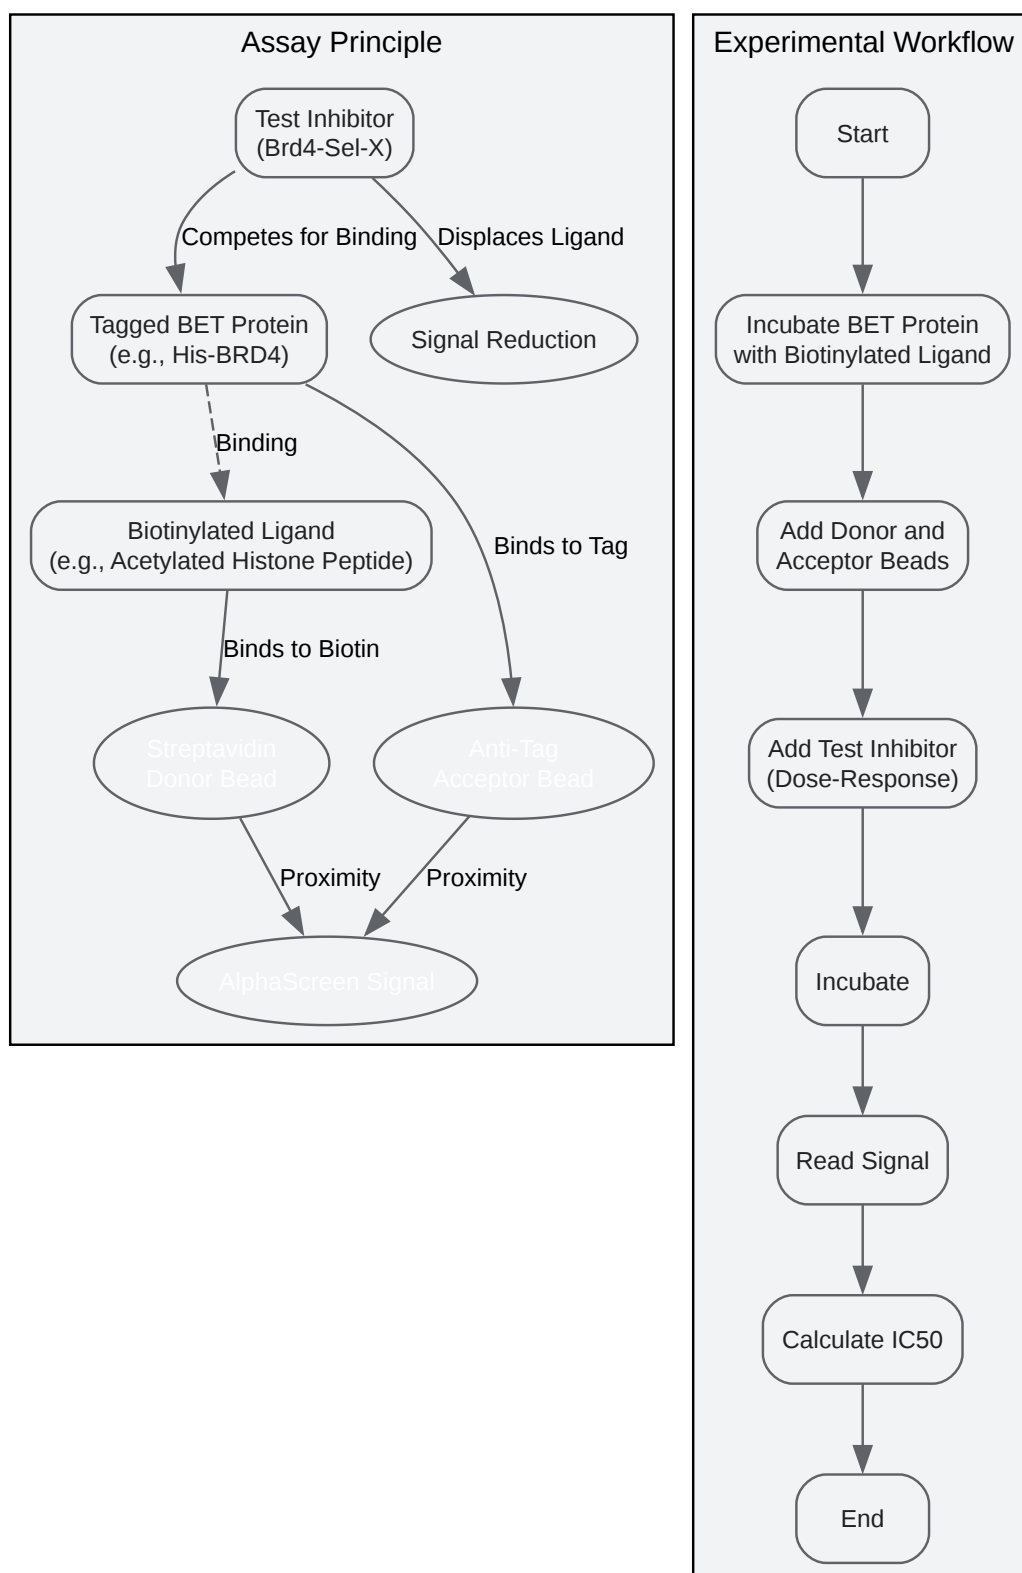 Assay Principle
Test Inhibitor
(Brd4-Sel-X)
Competes for Binding
Displaces Ligand
Tagged BET Protein
(e.g., His-BRD4)
Signal Reduction
Binding
Biotinylated Ligand
(e.g., Acetylated Histone Peptide)
Binds to Tag
Binds to Biotin
Streptavidin
Donor Bead
Anti-Tag
Acceptor Bead
Proximity
Proximity
AlphaScreen Signal
Experimental Workflow
Start
Incubate BET Protein
with Biotinylated Ligand
Add Donor and
Acceptor Beads
Add Test Inhibitor
(Dose-Response)
Incubate
Read Signal
Calculate IC50
End